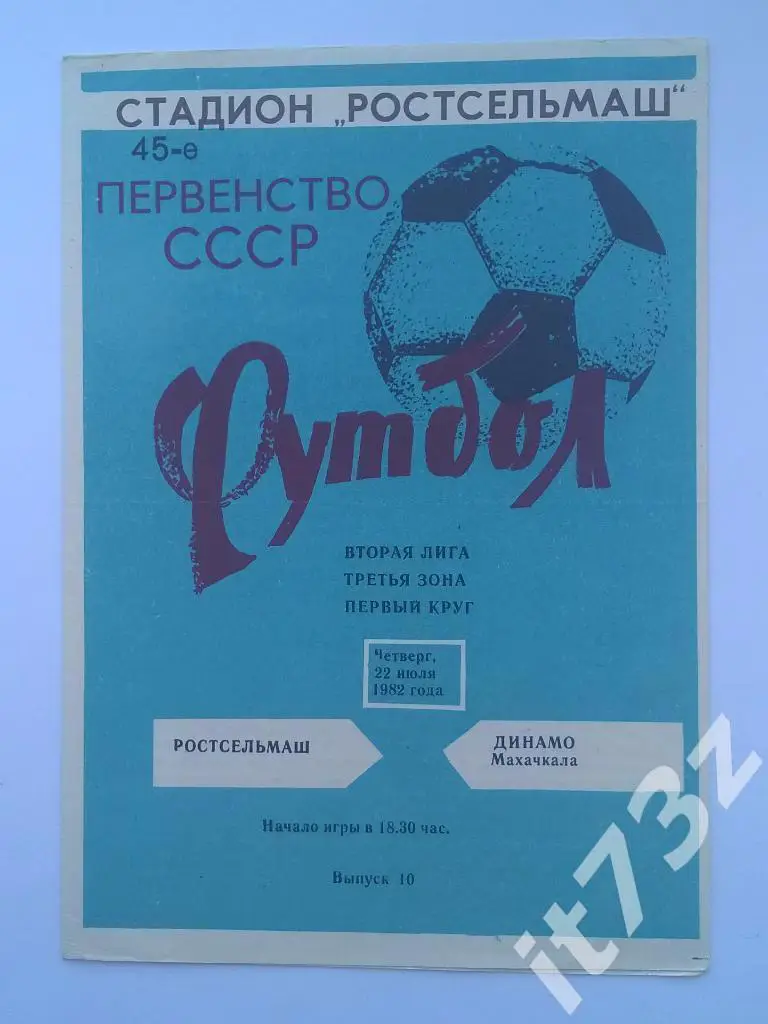 СТАДИОН „РОСТСЕЛЬМАШ“
45-е
ПЕРВЕНСТВО
СССР
Футбол
ВТОРАЯ ЛИГА
ТРЕТЬЯ ЗОНА
ПЕРВЫЙ КРУГ
Четверг,
22 июля
1982 года
РОСТСЕЛЬМАШ
ДИНАМО
Махачкала
Начало игры в 18.30 час.
Выпуск 10
it73z